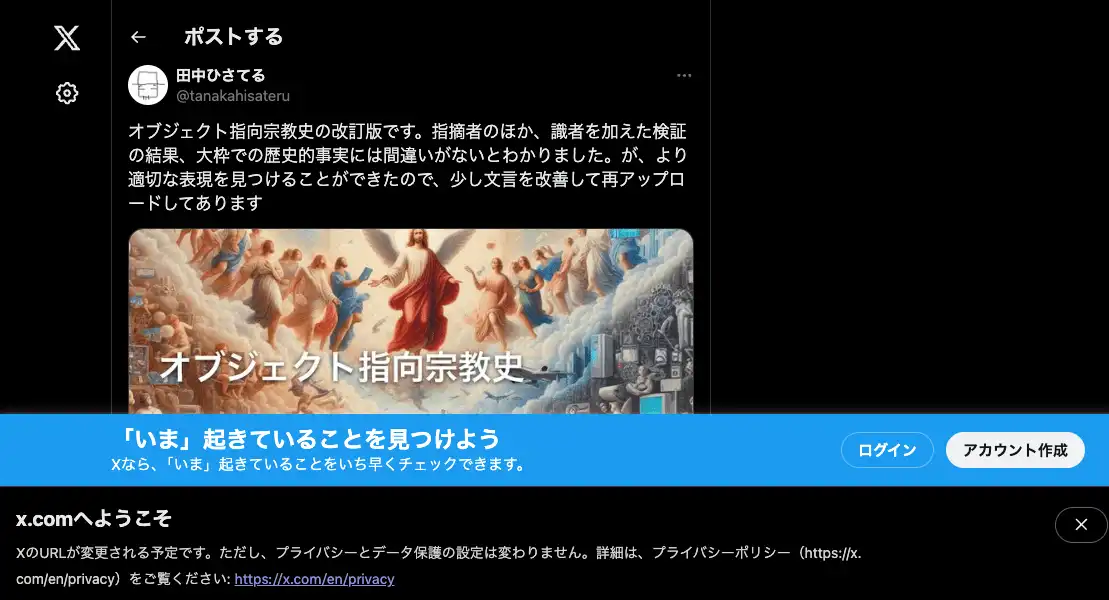 ポストする
田中ひさてる
@tanakahisateru
オブジェクト指向宗教史の改訂版です。指摘者のほか、識者を加えた検証
の結果、大枠での歴史的事実には間違いがないとわかりました。が、より
適切な表現を見つけることができたので、少し文言を改善して再アップロ
ードしてあります
オブジェクト指向宗教史
「いま」起きていることを見つけよう
Xなら、「いま」起きていることをいち早くチェックできます。
ログイン
アカウント作成
x.comへようこそ
XのURLが変更される予定です。ただし、プライバシーとデータ保護の設定は変わりません。詳細は、プライバシーポリシー（https://x.
com/en/privacy）をご覧ください: https://x.com/en/privacy